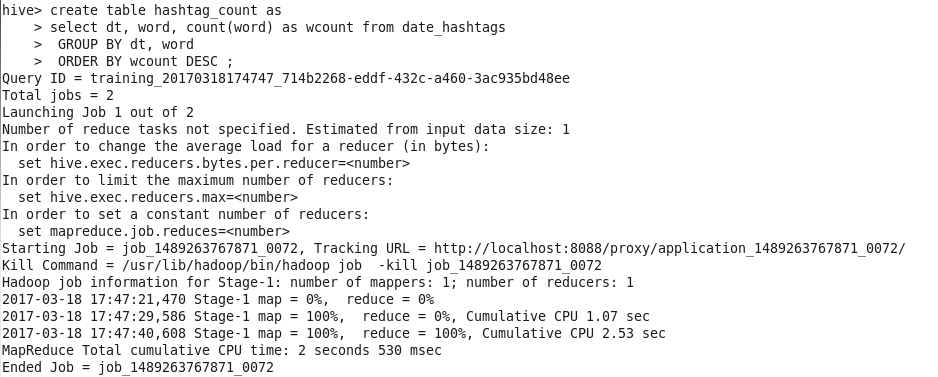 hive> create table hashtag_count as
    > select dt, word, count(word) as wcount from date_hashtags
    >  GROUP BY dt, word
    >  ORDER BY wcount DESC ;
Query ID = training_20170318174747_714b2268-eddf-432c-a460-3ac935bd48ee
Total jobs = 2
Launching Job 1 out of 2
Number of reduce tasks not specified. Estimated from input data size: 1
In order to change the average load for a reducer (in bytes):
  set hive.exec.reducers.bytes.per.reducer=<number>
In order to limit the maximum number of reducers:
  set hive.exec.reducers.max=<number>
In order to set a constant number of reducers:
  set mapreduce.job.reduces=<number>
Starting Job = job_1489263767871_0072, Tracking URL = http://localhost:8088/proxy/application_1489263767871_0072/
Kill Command = /usr/lib/hadoop/bin/hadoop job  -kill job_1489263767871_0072
Hadoop job information for Stage-1: number of mappers: 1; number of reducers: 1
2017-03-18 17:47:21,470 Stage-1 map = 0%,  reduce = 0%
2017-03-18 17:47:29,586 Stage-1 map = 100%,  reduce = 0%, Cumulative CPU 1.07 sec
2017-03-18 17:47:40,608 Stage-1 map = 100%,  reduce = 100%, Cumulative CPU 2.53 sec
MapReduce Total cumulative CPU time: 2 seconds 530 msec
Ended Job = job_1489263767871_0072